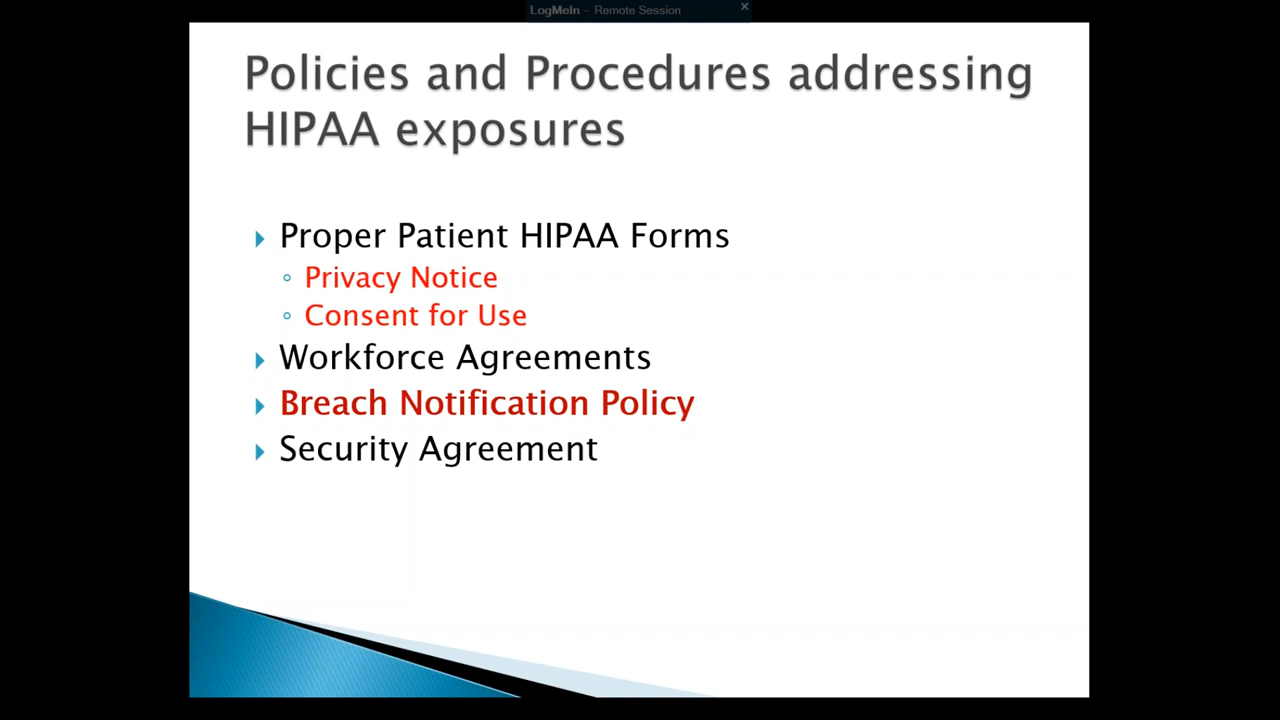 LogMeIn - Remote Session
Policies and Procedures addressing
HIPAA exposures
Proper Patient HIPAA Forms
Privacy Notice
Consent for Use
Workforce Agreements
Breach Notification Policy
Security Agreement